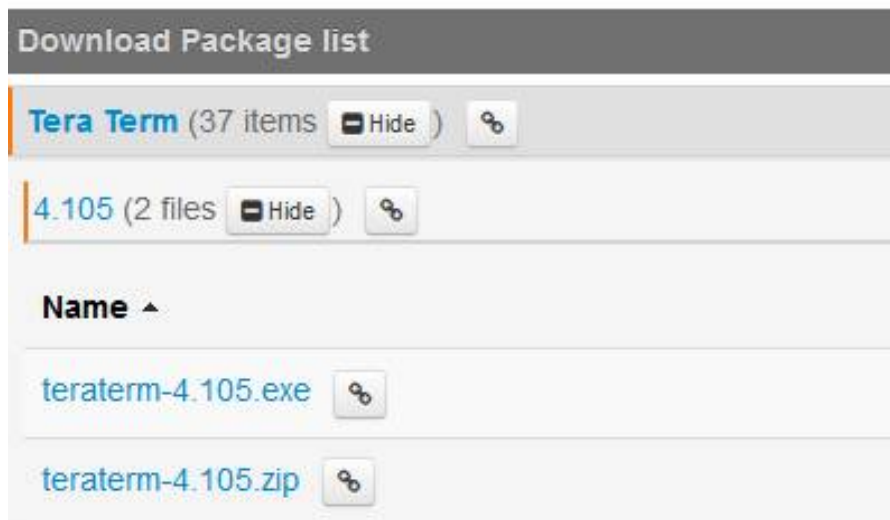 Download Package list
Tera Term (37 items Hide )
4.105 (2 files Hide )
Name
teraterm-4.105.exe
teraterm-4.105.zip